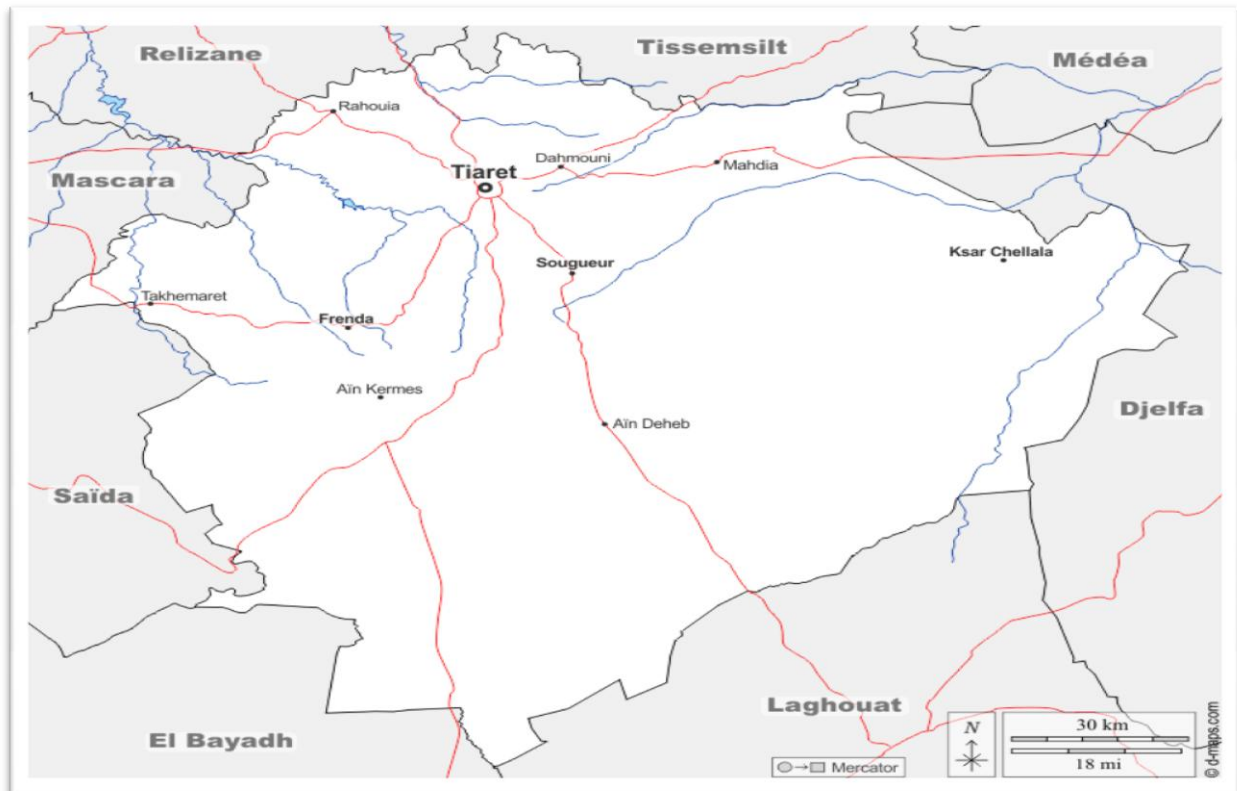 Relizane
Tissemsilt
Médéa
Rahouia
Mascara
Dahmouni
Tiaret
Mahdia
Sougueur
Ksar Chellala
Takhemaret
Frenda
Aïn Kermes
Aïn Deheb
Djelfa
Saïda
Laghouat
El Bayadh
N
30 km
18 mi
Mercator
© d-maps.com